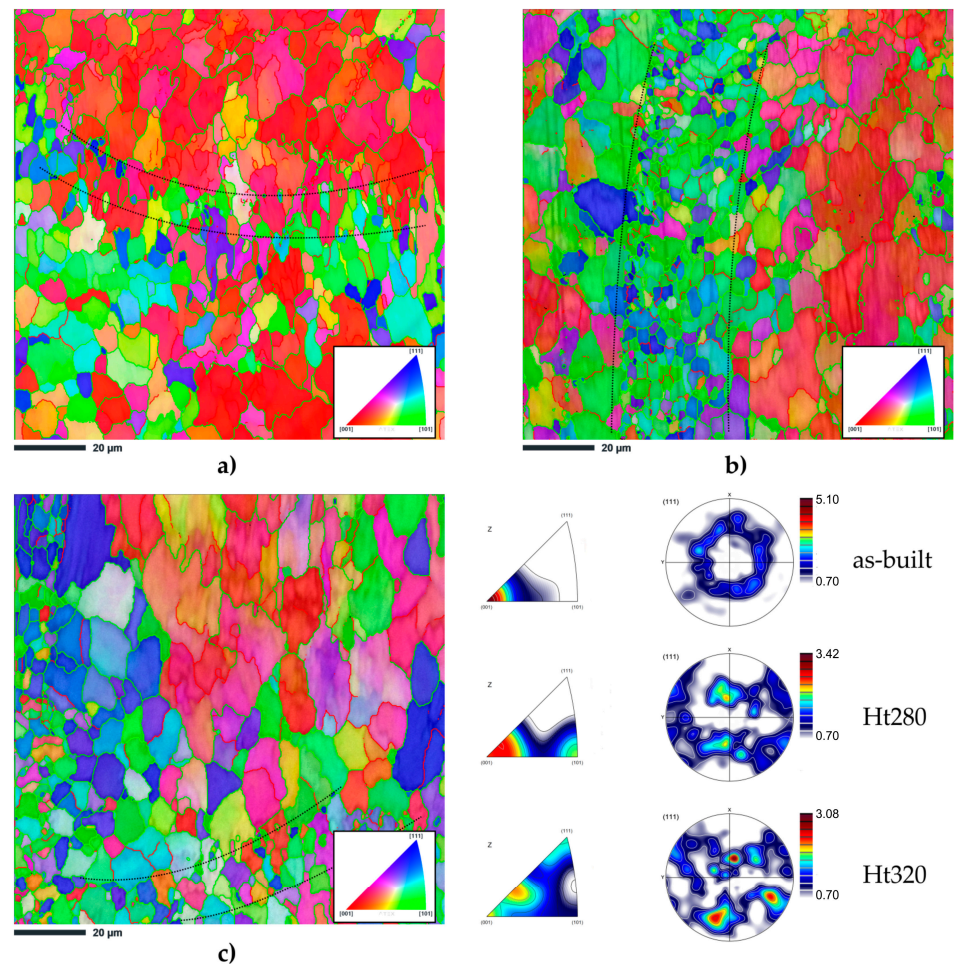 [111]
[001]
[101]
20 µm
a)
[111]
[001]
[101]
20 µm
b)
[111]
[001]
[101]
20 µm
c)
Z
(111)
(001)
(101)
(111)
X
Y
5.10
0.70
as-built
Z
(111)
(001)
(101)
(111)
X
Y
3.42
0.70
Ht280
Z
(111)
(001)
(101)
(111)
X
Y
3.08
0.70
Ht320